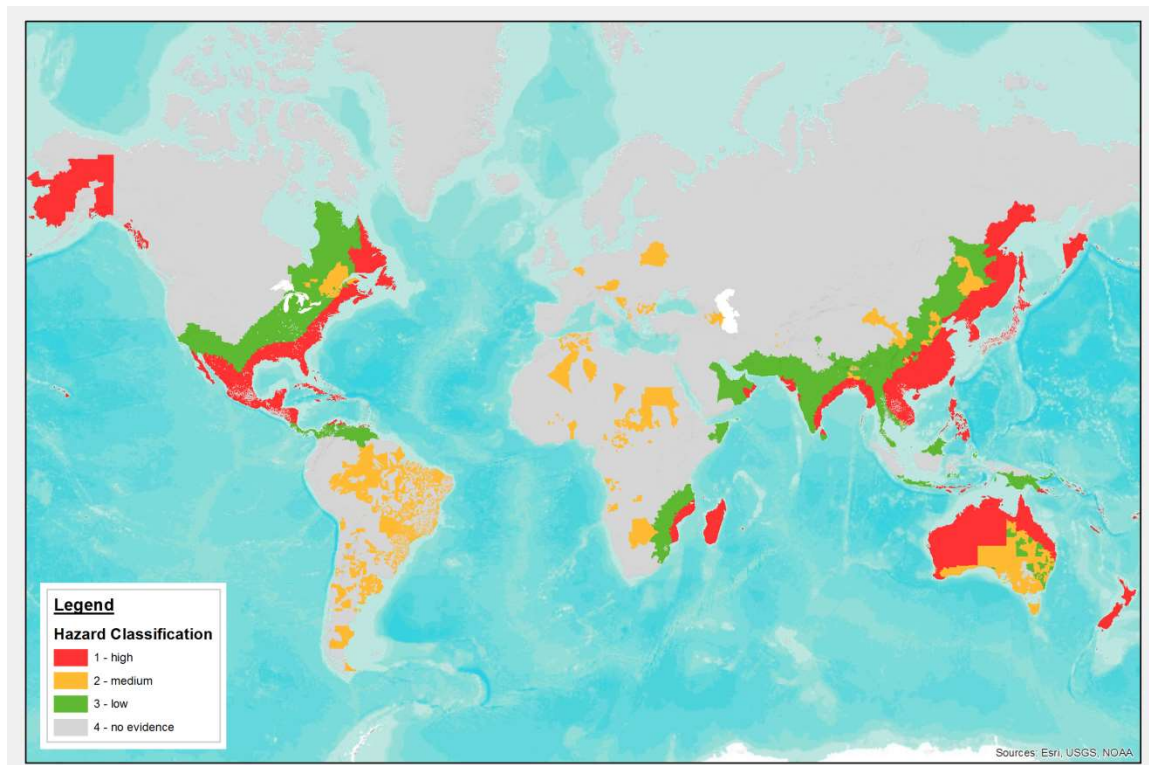 Legend
Hazard Classification
1 - high
2 - medium
3 - low
4 - no evidence
Sources: Esri, USGS, NOAA